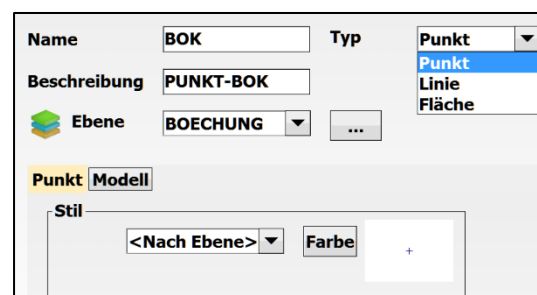 Name BOK Typ Punkt
Punkt
Linie
Fläche
Beschreibung PUNKT-BOK
Ebene BOECHUNG ...
Punkt Modell
Stil
<Nach Ebene> Farbe